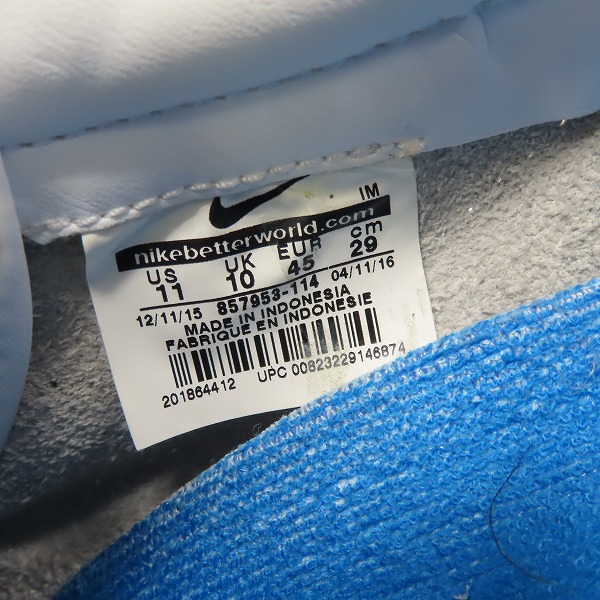 IM
nikebetterworld.com
US UK EUR cm
11 10 45 29
12/11/15 857953-114 04/11/16
MADE IN INDONESIA
FABRIQUE EN INDONESIE
201864412 UPC 00823229146874